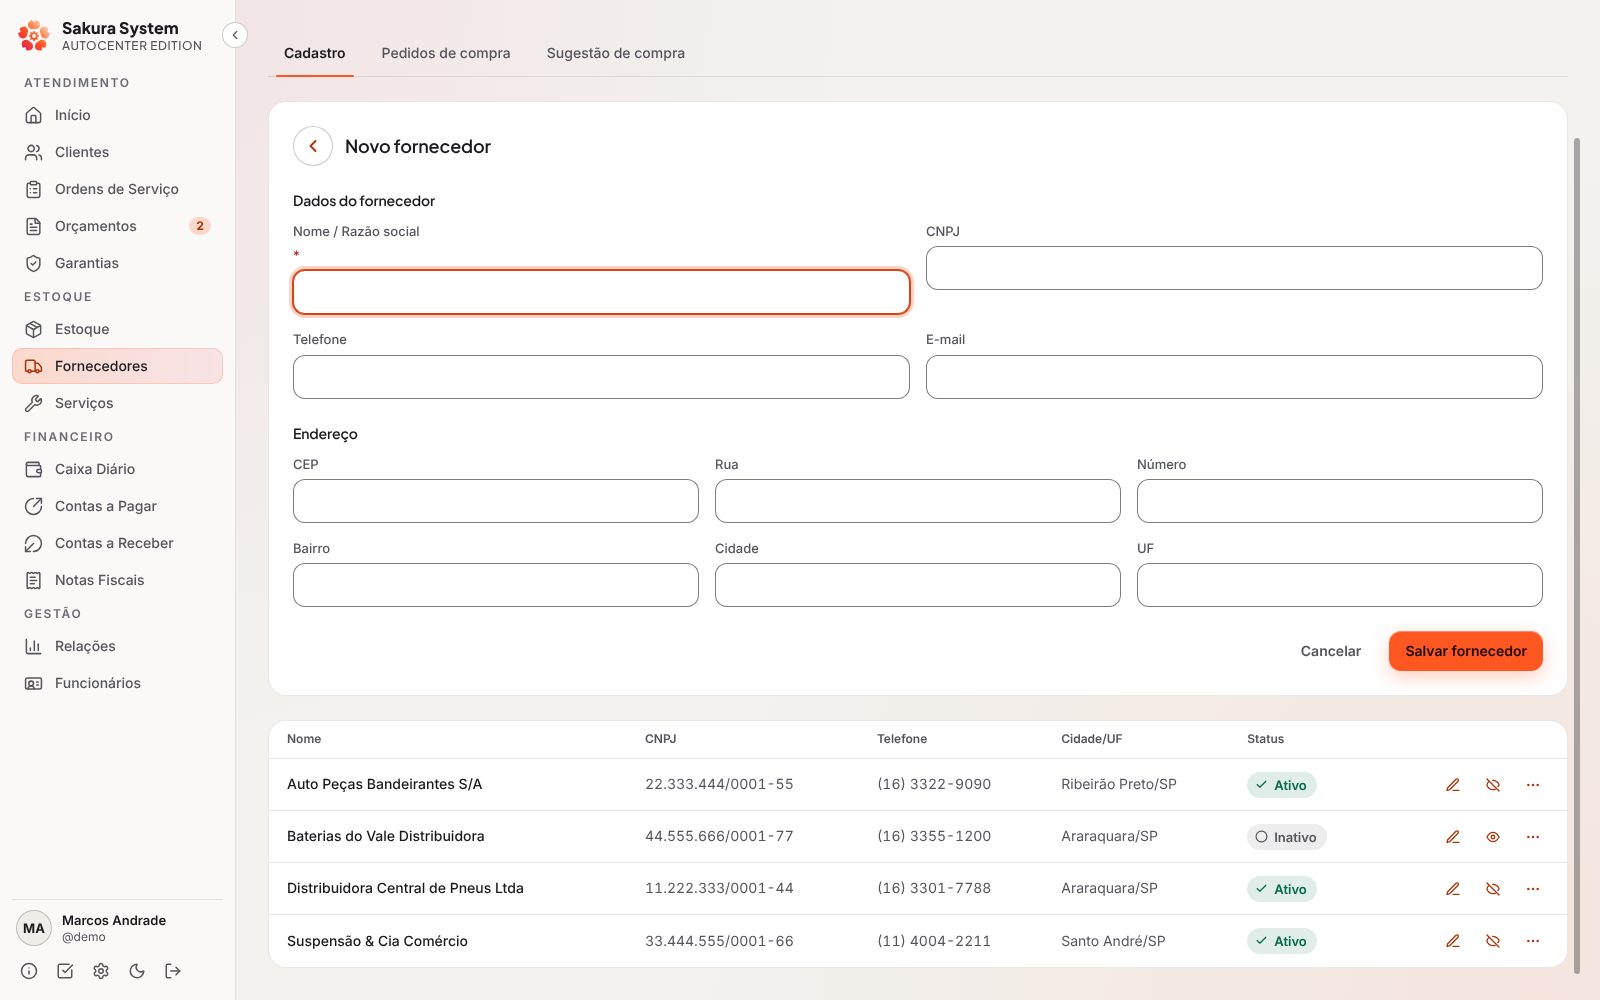 Sakura System
AUTOCENTER EDITION
ATENDIMENTO
Início
Clientes
Ordens de Serviço
Orçamentos 2
Garantias
ESTOQUE
Estoque
Fornecedores
Serviços
FINANCEIRO
Caixa Diário
Contas a Pagar
Contas a Receber
Notas Fiscais
GESTÃO
Relações
Funcionários
MA
Marcos Andrade
@demo
Cadastro Pedidos de compra Sugestão de compra
Novo fornecedor
Dados do fornecedor
Nome / Razão social CNPJ
*
Telefone E-mail
Endereço
CEP Rua Número
Bairro Cidade UF
Cancelar Salvar fornecedor
Nome CNPJ Telefone Cidade/UF Status
Auto Peças Bandeirantes S/A 22.333.444/0001-55 (16) 3322-9090 Ribeirão Preto/SP Ativo
Baterias do Vale Distribuidora 44.555.666/0001-77 (16) 3355-1200 Araraquara/SP Inativo
Distribuidora Central de Pneus Ltda 11.222.333/0001-44 (16) 3301-7788 Araraquara/SP Ativo
Suspensão & Cia Comércio 33.444.555/0001-66 (11) 4004-2211 Santo André/SP Ativo